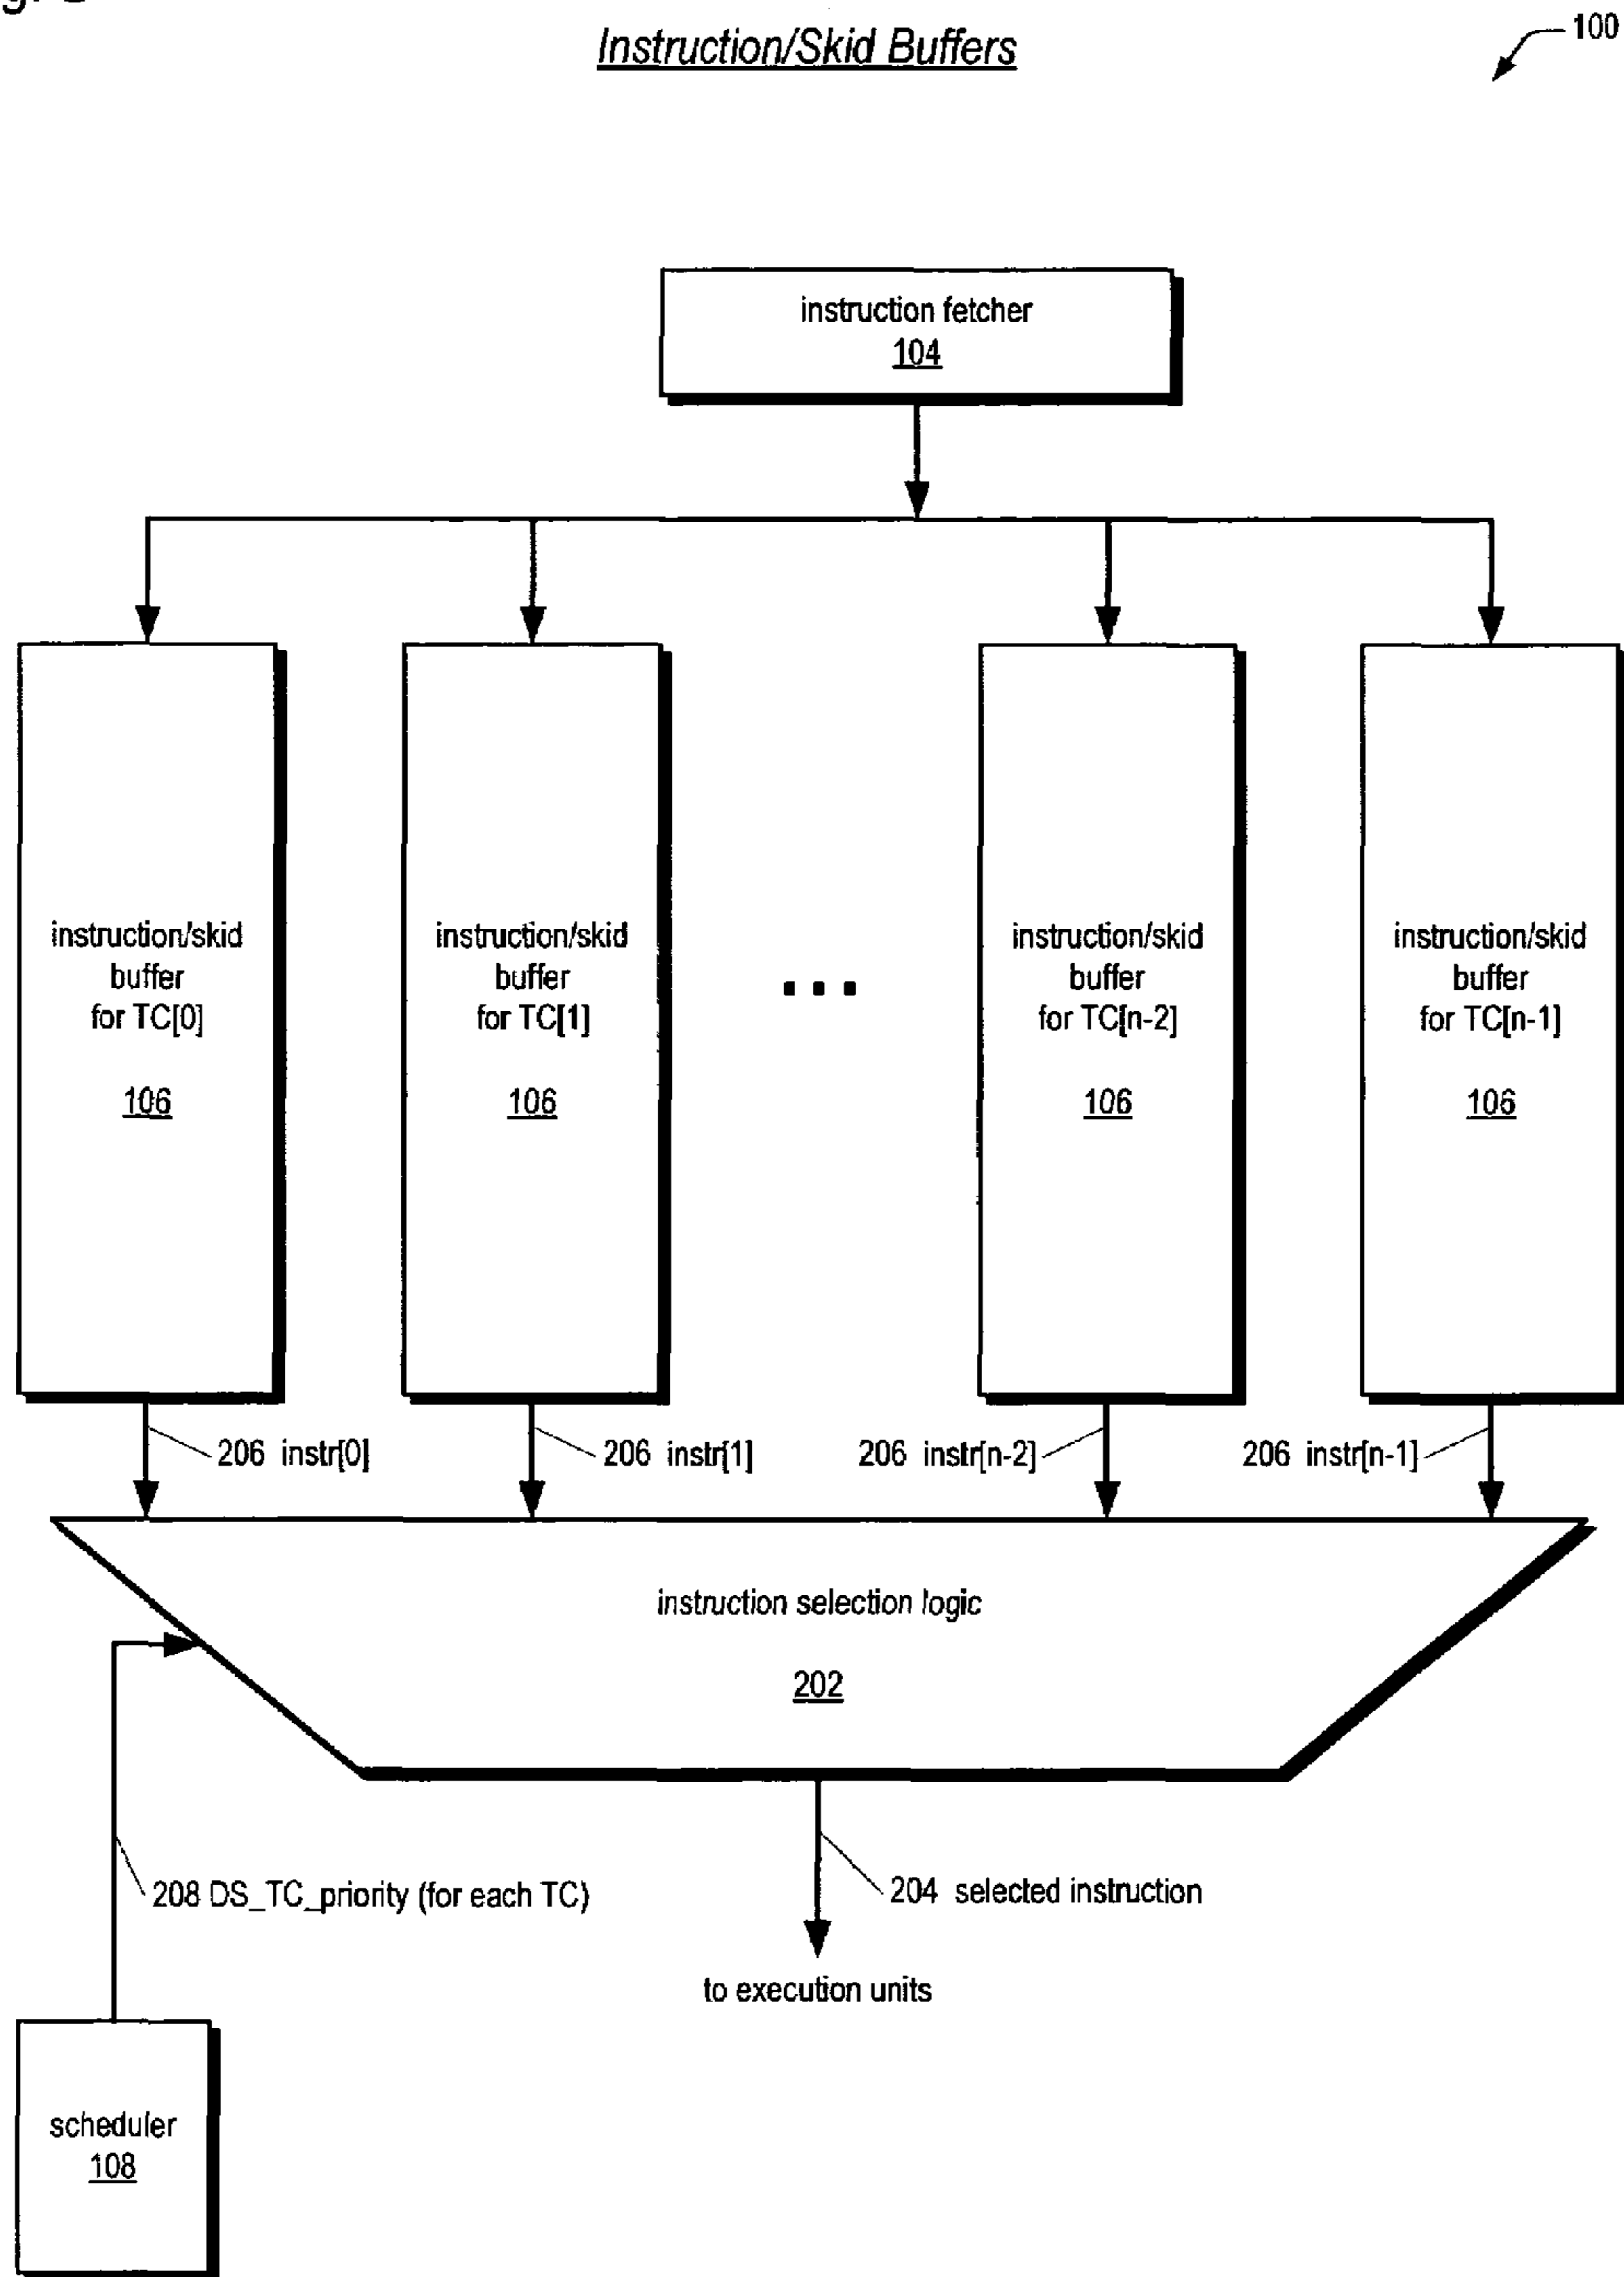 Instruction/Skid Buffers
100
instruction fetcher
104
instruction/skid
buffer
for TC[0]
106
instruction/skid
buffer
for TC[1]
106
...
instruction/skid
buffer
for TC[n-2]
106
instruction/skid
buffer
for TC[n-1]
106
206 instr[0]
206 instr[1]
206 instr[n-2]
206 instr[n-1]
instruction selection logic
202
208 DS_TC_priority (for each TC)
204 selected instruction
to execution units
scheduler
108